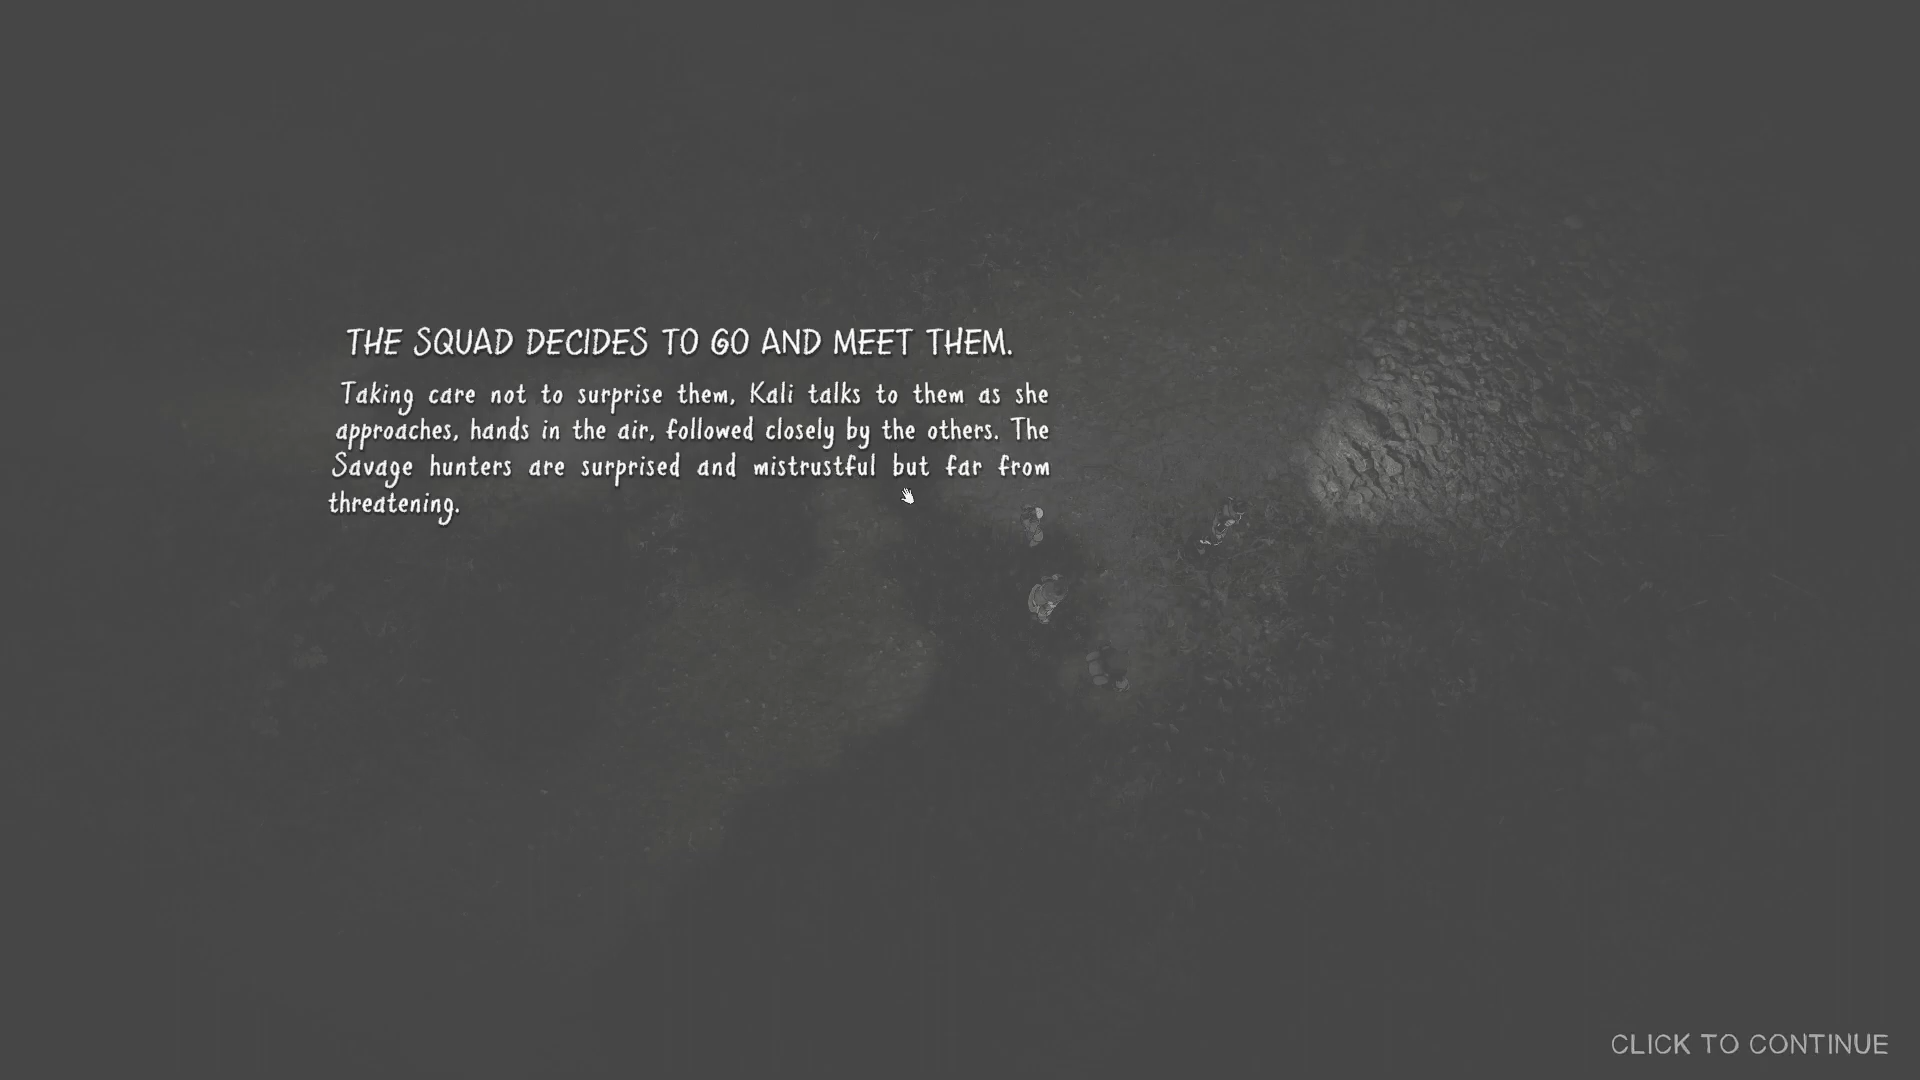 THE SQUAD DECIDES TO GO AND MEET THEM.
Taking care not to surprise them, Kali talks to them as she
approaches, hands in the air, followed closely by the others. The
Savage hunters are surprised and mistrustful but far from
threatening.
CLICK TO CONTINUE